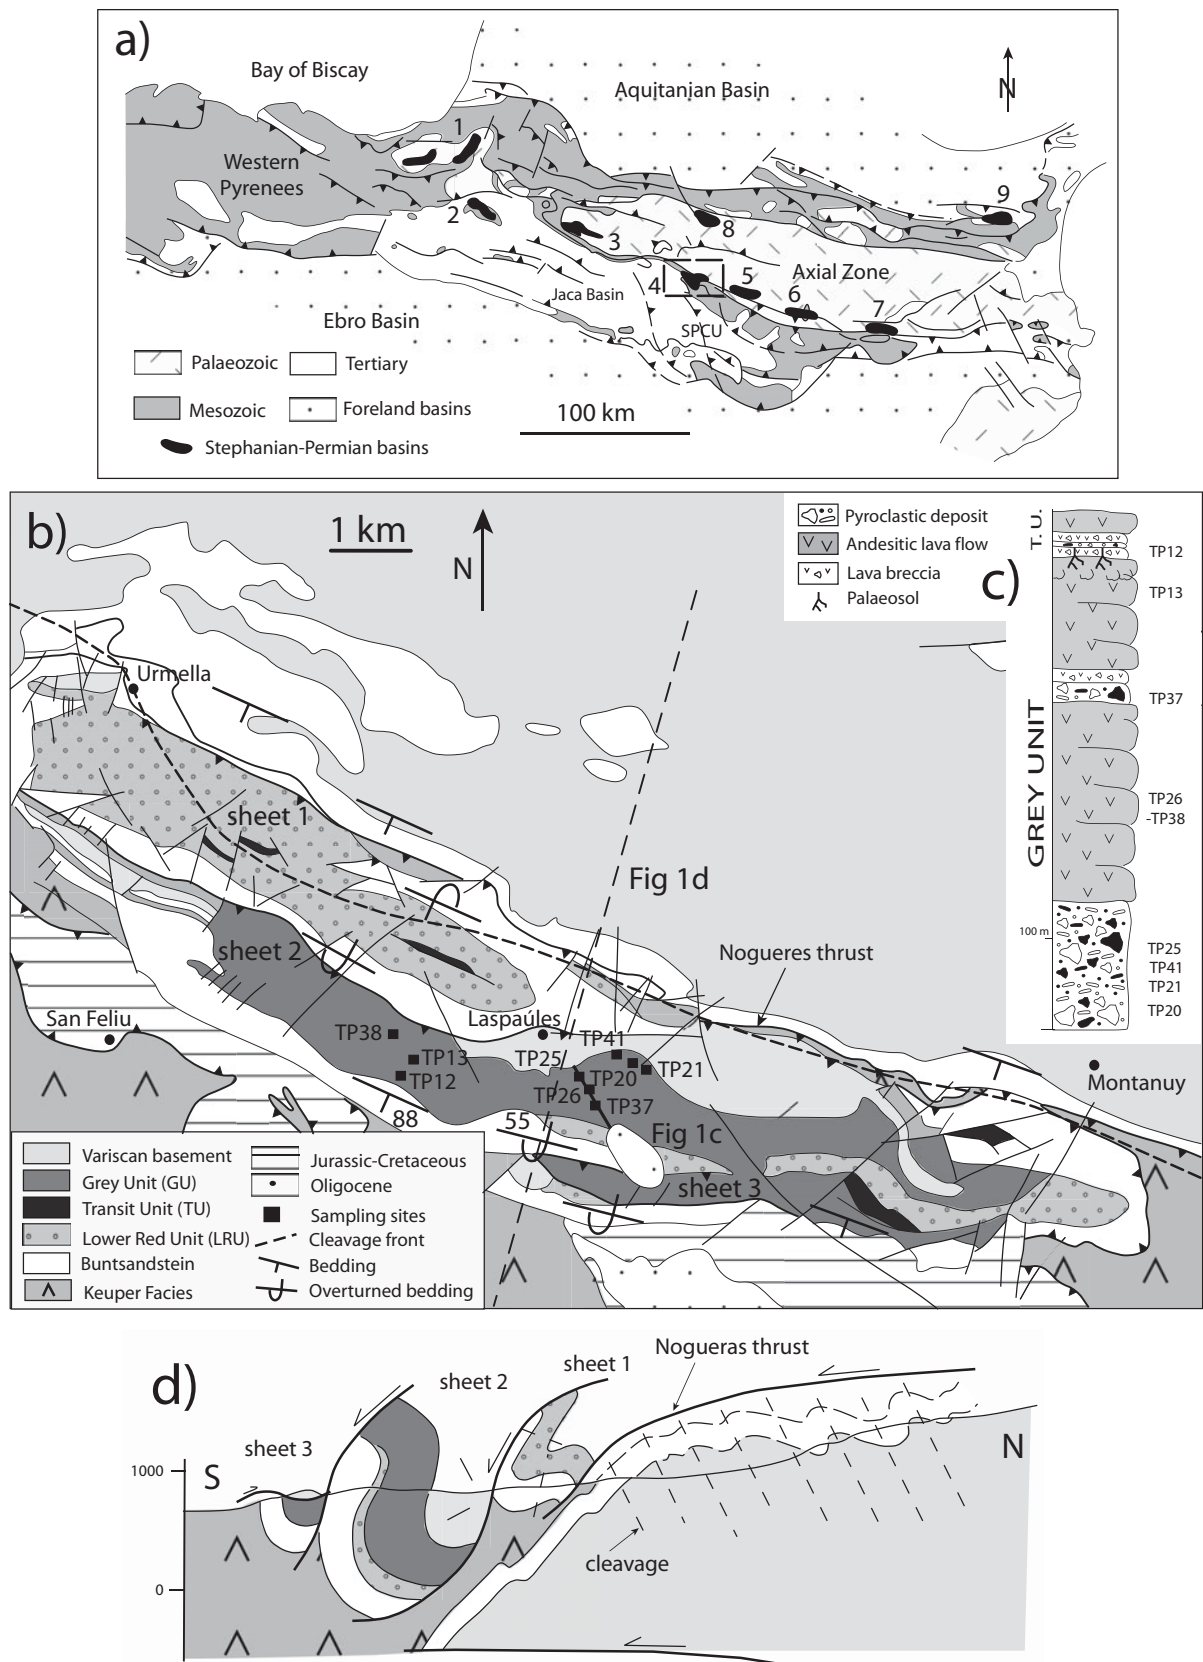 a)
Bay of Biscay
Aquitanian Basin
N
Western
Pyrenees
1
2
3
4
5
6
7
8
9
Axial Zone
Jaca Basin
SPCU
Ebro Basin
Palaeozoic
Tertiary
Mesozoic
Foreland basins
Stephanian-Permian basins
100 km
b)
1 km
N
Pyroclastic deposit
Andesitic lava flow
Lava breccia
Palaeosol
c)
T. U.
GREY UNIT
TP12
TP13
TP37
TP26
-TP38
100 m
TP25
TP41
TP21
TP20
Urmella
sheet 1
Fig 1d
sheet 2
Nogueres thrust
San Feliu
Laspaúles
TP38
TP41
TP13
TP25
TP21
TP12
TP20
TP26
TP37
Montanuy
88
55
Fig 1c
sheet 3
Variscan basement
Grey Unit (GU)
Transit Unit (TU)
Lower Red Unit (LRU)
Buntsandstein
Keuper Facies
Jurassic-Cretaceous
Oligocene
Sampling sites
Cleavage front
Bedding
Overturned bedding
d)
S
N
sheet 3
sheet 2
sheet 1
Nogueras thrust
1000
0
cleavage